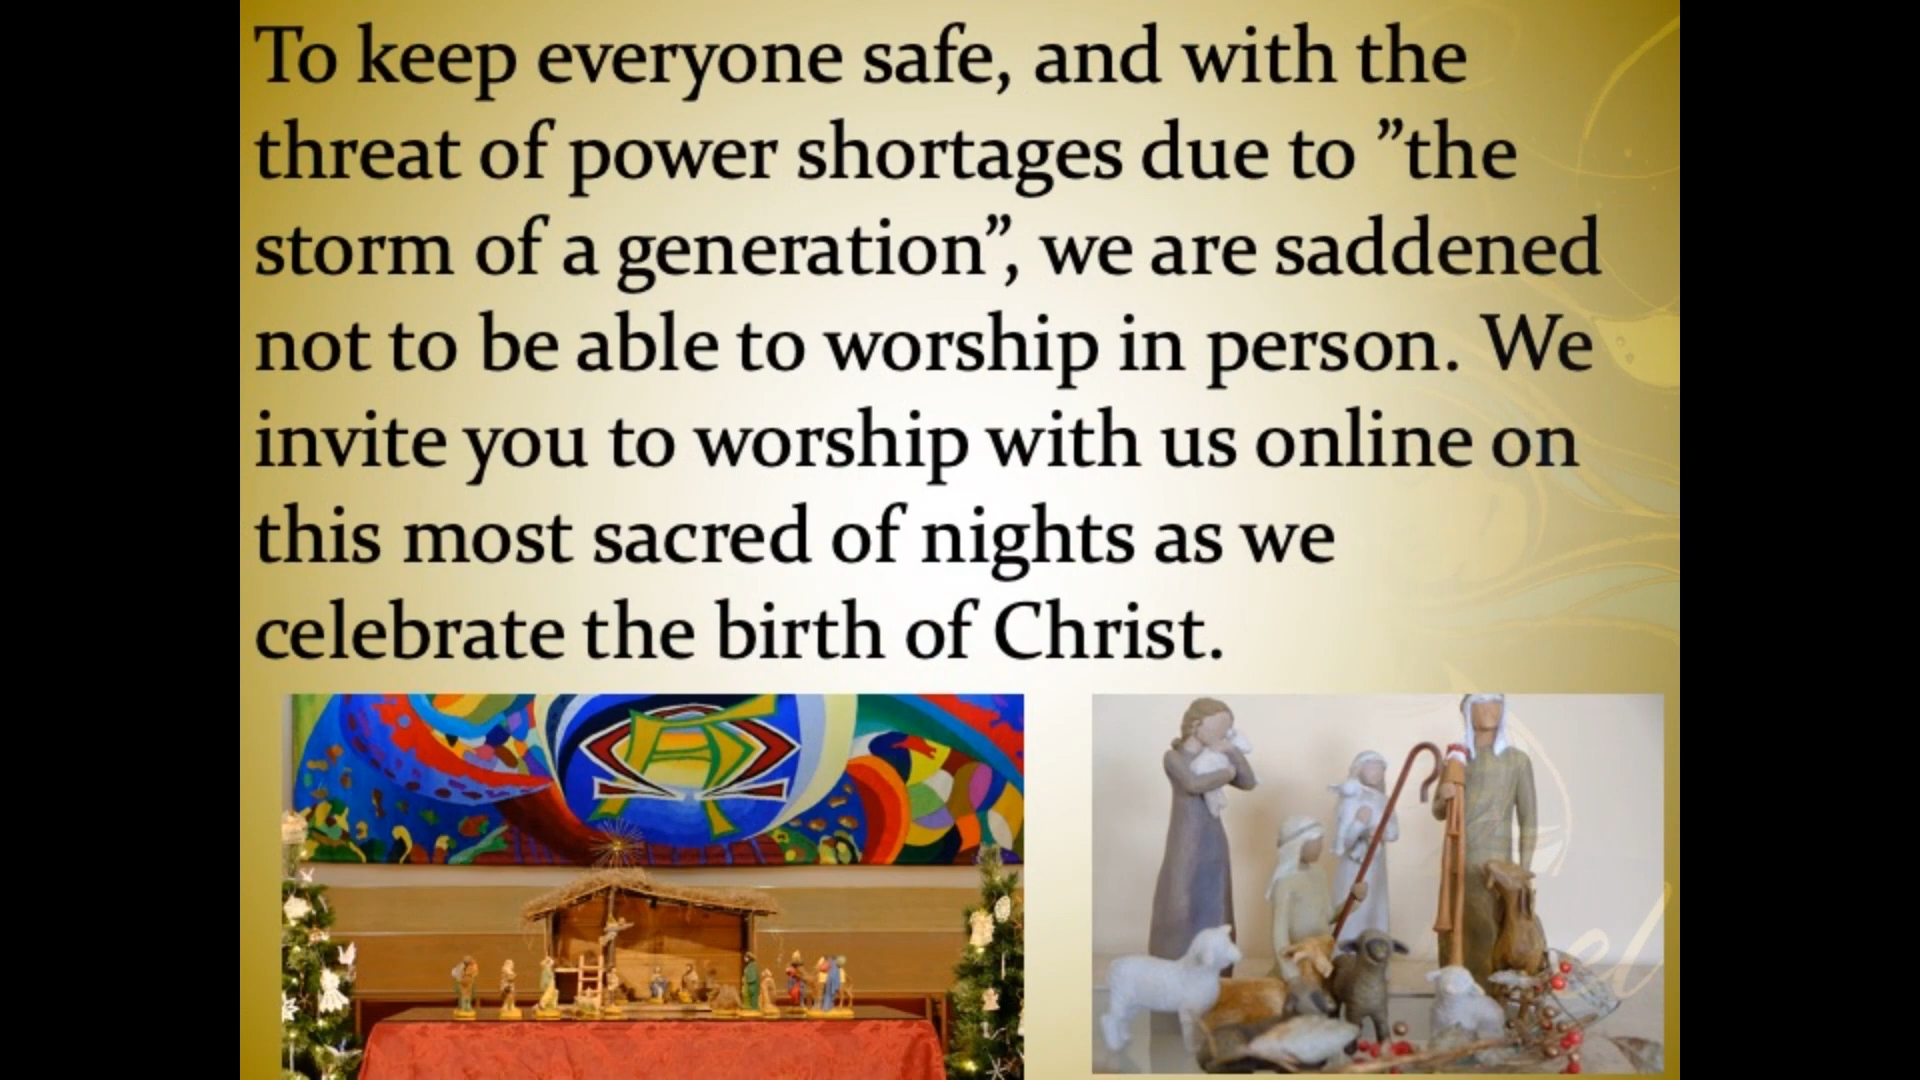 To keep everyone safe, and with the
threat of power shortages due to ”the
storm of a generation”, we are saddened
not to be able to worship in person. We
invite you to worship with us online on
this most sacred of nights as we
celebrate the birth of Christ.
el